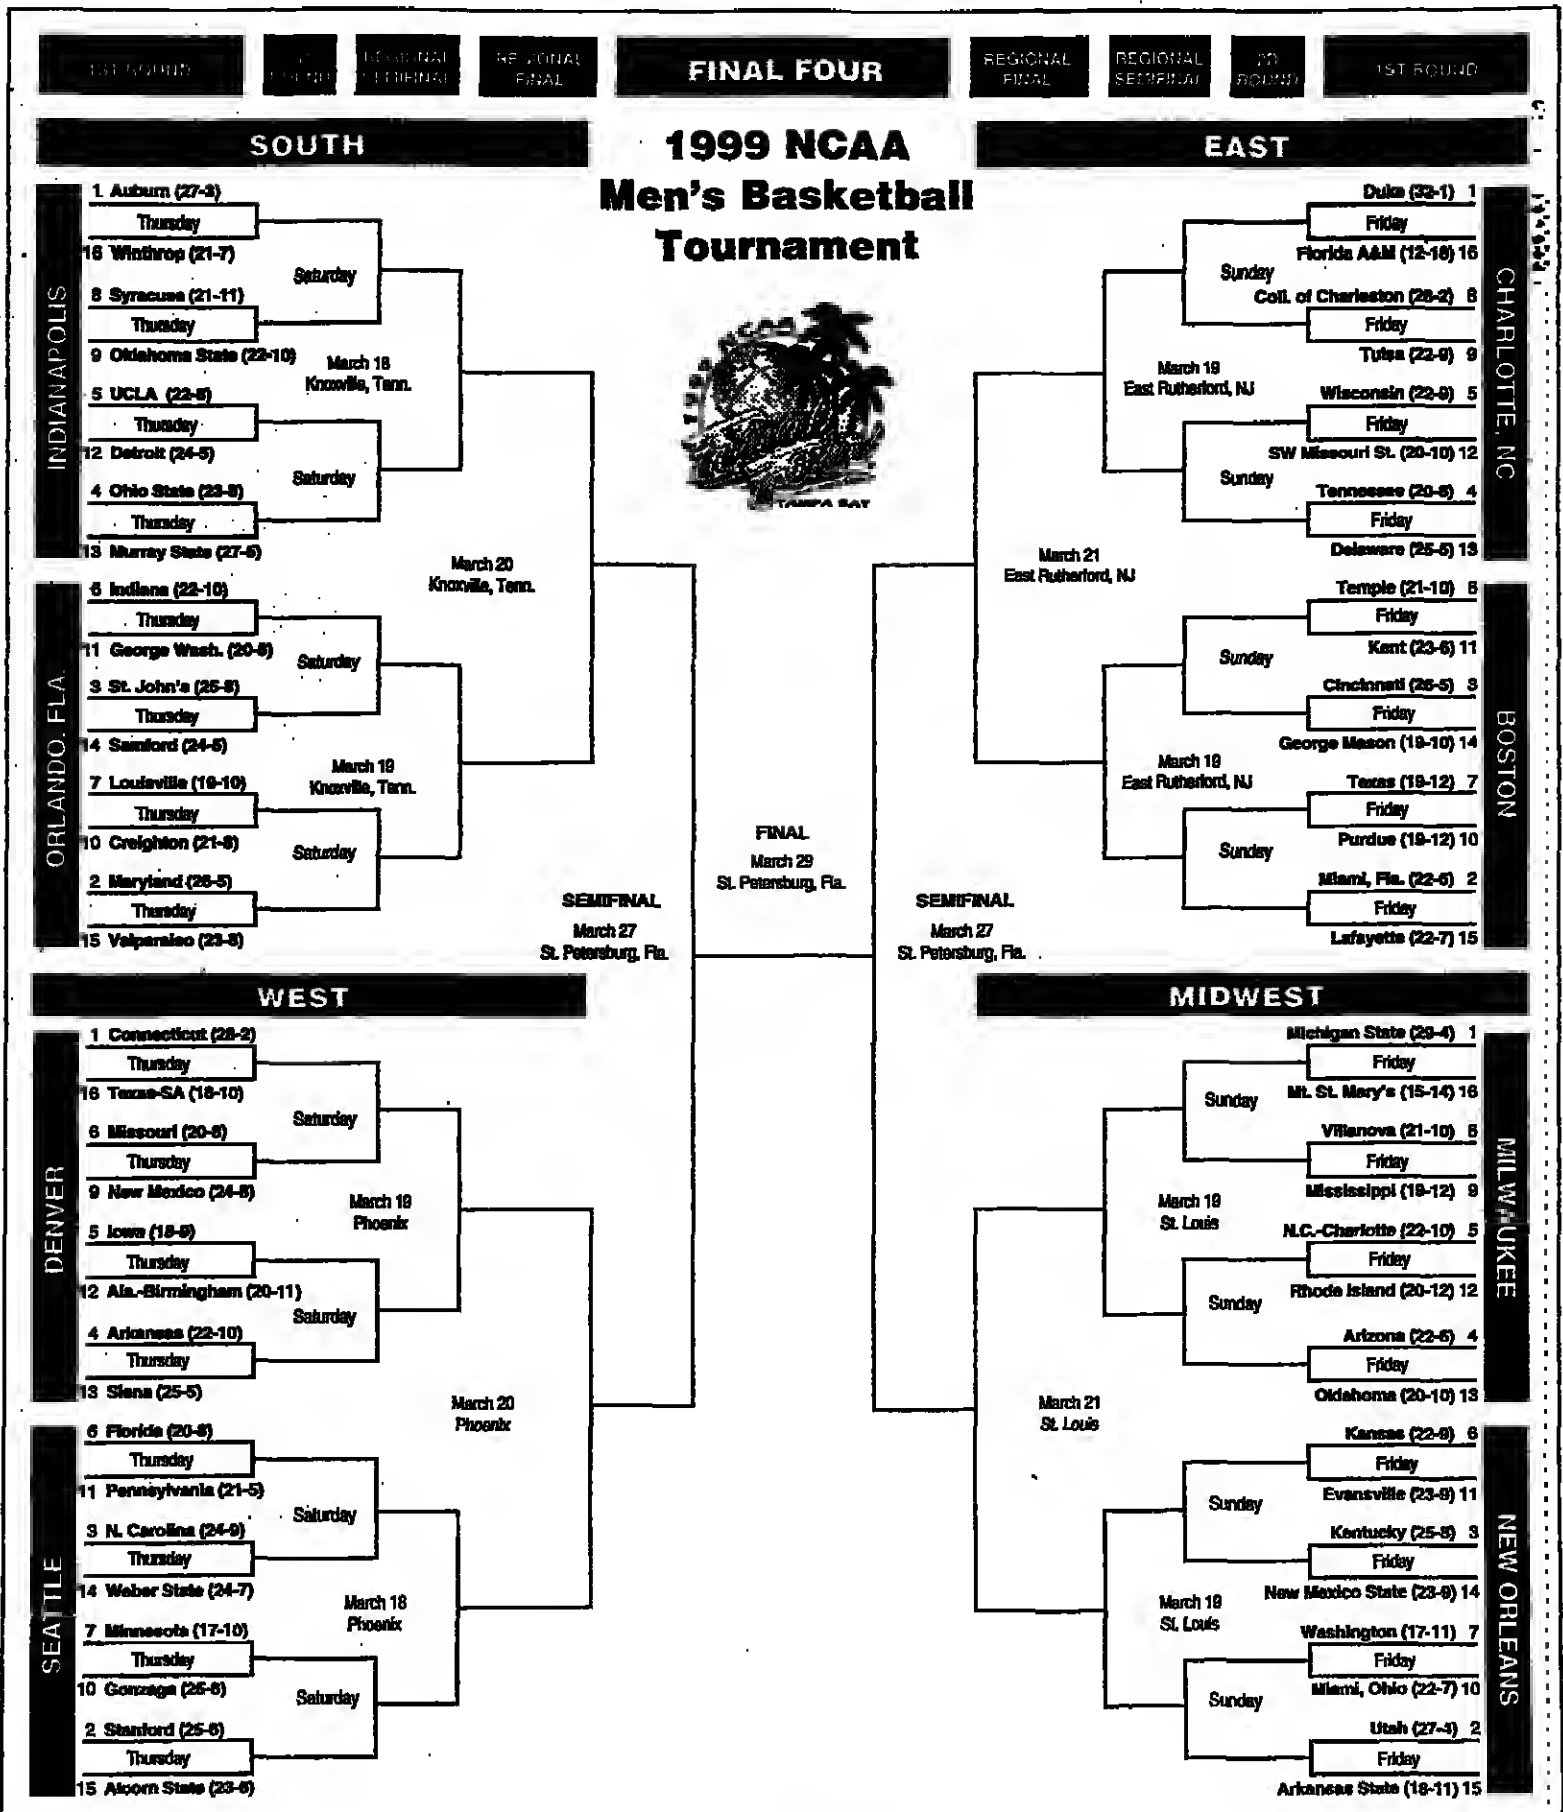 1ST ROUND
ROUND
REGIONAL SEMIFINAL
REGIONAL FINAL
FINAL FOUR
REGIONAL FINAL
REGIONAL SEMIFINAL
ROUND
1ST ROUND
1999 NCAA
Men's Basketball
Tournament
1999 NCAA
TAMPA BAY
SOUTH
INDIANAPOLIS
1 Auburn (27-3)
Thursday
16 Winthrop (21-7)
Saturday
8 Syracuse (21-11)
Thursday
9 Oklahoma State (22-10)
March 18
Knoxville, Tenn.
5 UCLA (22-8)
Thursday
12 Detroit (24-5)
Saturday
4 Ohio State (23-8)
Thursday
13 Murray State (27-5)
March 20
Knoxville, Tenn.
ORLANDO, FLA.
6 Indiana (22-10)
Thursday
11 George Wash. (20-8)
Saturday
3 St. John's (25-8)
Thursday
14 Samford (24-5)
March 19
Knoxville, Tenn.
7 Louisville (19-10)
Thursday
10 Creighton (21-8)
Saturday
2 Maryland (26-5)
Thursday
15 Valparaiso (23-8)
EAST
CHARLOTTE, NC
Duke (32-1) 1
Friday
Florida A&M (12-18) 16
Sunday
Coll. of Charleston (28-2) 8
Friday
Tulsa (22-9) 9
March 19
East Rutherford, NJ
Wisconsin (22-9) 5
Friday
SW Missouri St. (20-10) 12
Sunday
Tennessee (20-8) 4
Friday
Delaware (25-5) 13
March 21
East Rutherford, NJ
BOSTON
Temple (21-10) 6
Friday
Kent (23-6) 11
Sunday
Cincinnati (26-5) 3
Friday
George Mason (19-10) 14
March 19
East Rutherford, NJ
Texas (19-12) 7
Friday
Purdue (19-12) 10
Sunday
Miami, Fla. (22-6) 2
Friday
Lafayette (22-7) 15
FINAL
March 29
St. Petersburg, Fla.
SEMIFINAL
March 27
St. Petersburg, Fla.
SEMIFINAL
March 27
St. Petersburg, Fla.
WEST
DENVER
1 Connecticut (28-2)
Thursday
16 Texas-SA (18-10)
Saturday
8 Missouri (20-8)
Thursday
9 New Mexico (24-8)
March 19
Phoenix
5 Iowa (18-9)
Thursday
12 Ala.-Birmingham (20-11)
Saturday
4 Arkansas (22-10)
Thursday
13 Siena (25-5)
March 20
Phoenix
SEATTLE
6 Florida (20-8)
Thursday
11 Pennsylvania (21-5)
Saturday
3 N. Carolina (24-9)
Thursday
14 Weber State (24-7)
March 18
Phoenix
7 Minnesota (17-10)
Thursday
10 Gonzaga (25-6)
Saturday
2 Stanford (25-6)
Thursday
15 Alcorn State (23-6)
MIDWEST
MILWAUKEE
Michigan State (29-4) 1
Friday
Mt. St. Mary's (15-14) 16
Sunday
Villanova (21-10) 8
Friday
Mississippi (19-12) 9
March 19
St. Louis
N.C.-Charlotte (22-10) 5
Friday
Rhode Island (20-12) 12
Sunday
Arizona (22-6) 4
Friday
Oklahoma (20-10) 13
March 21
St. Louis
NEW ORLEANS
Kansas (22-9) 6
Friday
Evansville (23-9) 11
Sunday
Kentucky (25-8) 3
Friday
New Mexico State (23-9) 14
March 19
St. Louis
Washington (17-11) 7
Friday
Miami, Ohio (22-7) 10
Sunday
Utah (27-4) 2
Friday
Arkansas State (18-11) 15